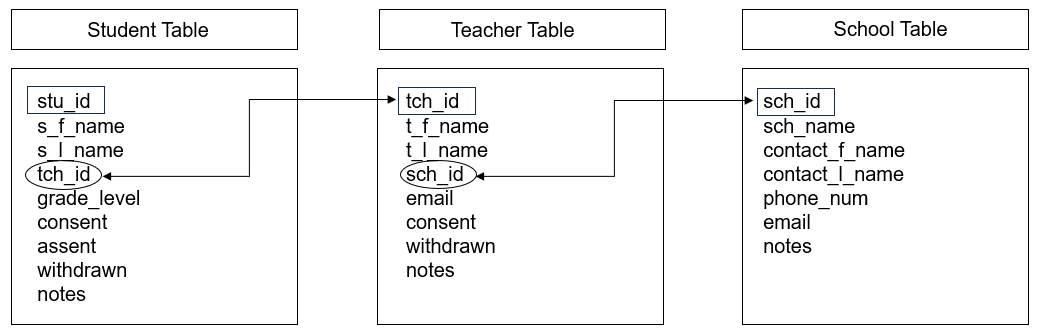 Student Table
Teacher Table
School Table
stu_id
s_f_name
s_l_name
tch_id
grade_level
consent
assent
withdrawn
notes
tch_id
t_f_name
t_l_name
sch_id
email
consent
withdrawn
notes
sch_id
sch_name
contact_f_name
contact_l_name
phone_num
email
notes